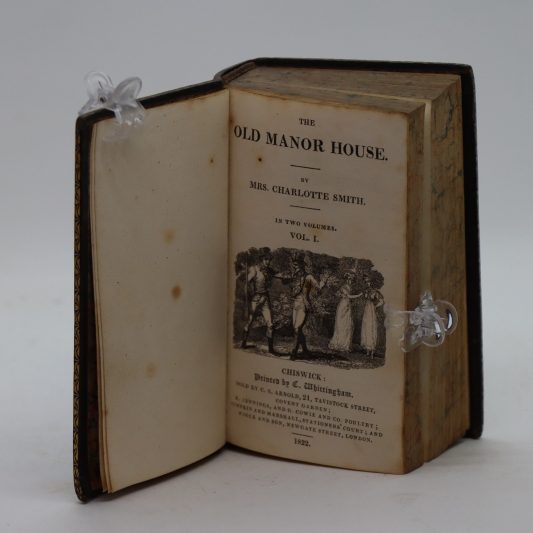 THE
OLD MANOR HOUSE.
BY
MRS. CHARLOTTE SMITH.
IN TWO VOLUMES.
VOL. I.
CHISWICK:
Printed by C. Whittingham,
SOLD BY C. S. ARNOLD, 21, TAVISTOCK STREET,
COVENT GARDEN;
R. JENNINGS, AND G. COWIE AND CO. POULTRY;
SIMPKIN AND MARSHALL, STATIONERS' COURT; AND
AND SON, NEWGATE STREET, LONDON.
1822.